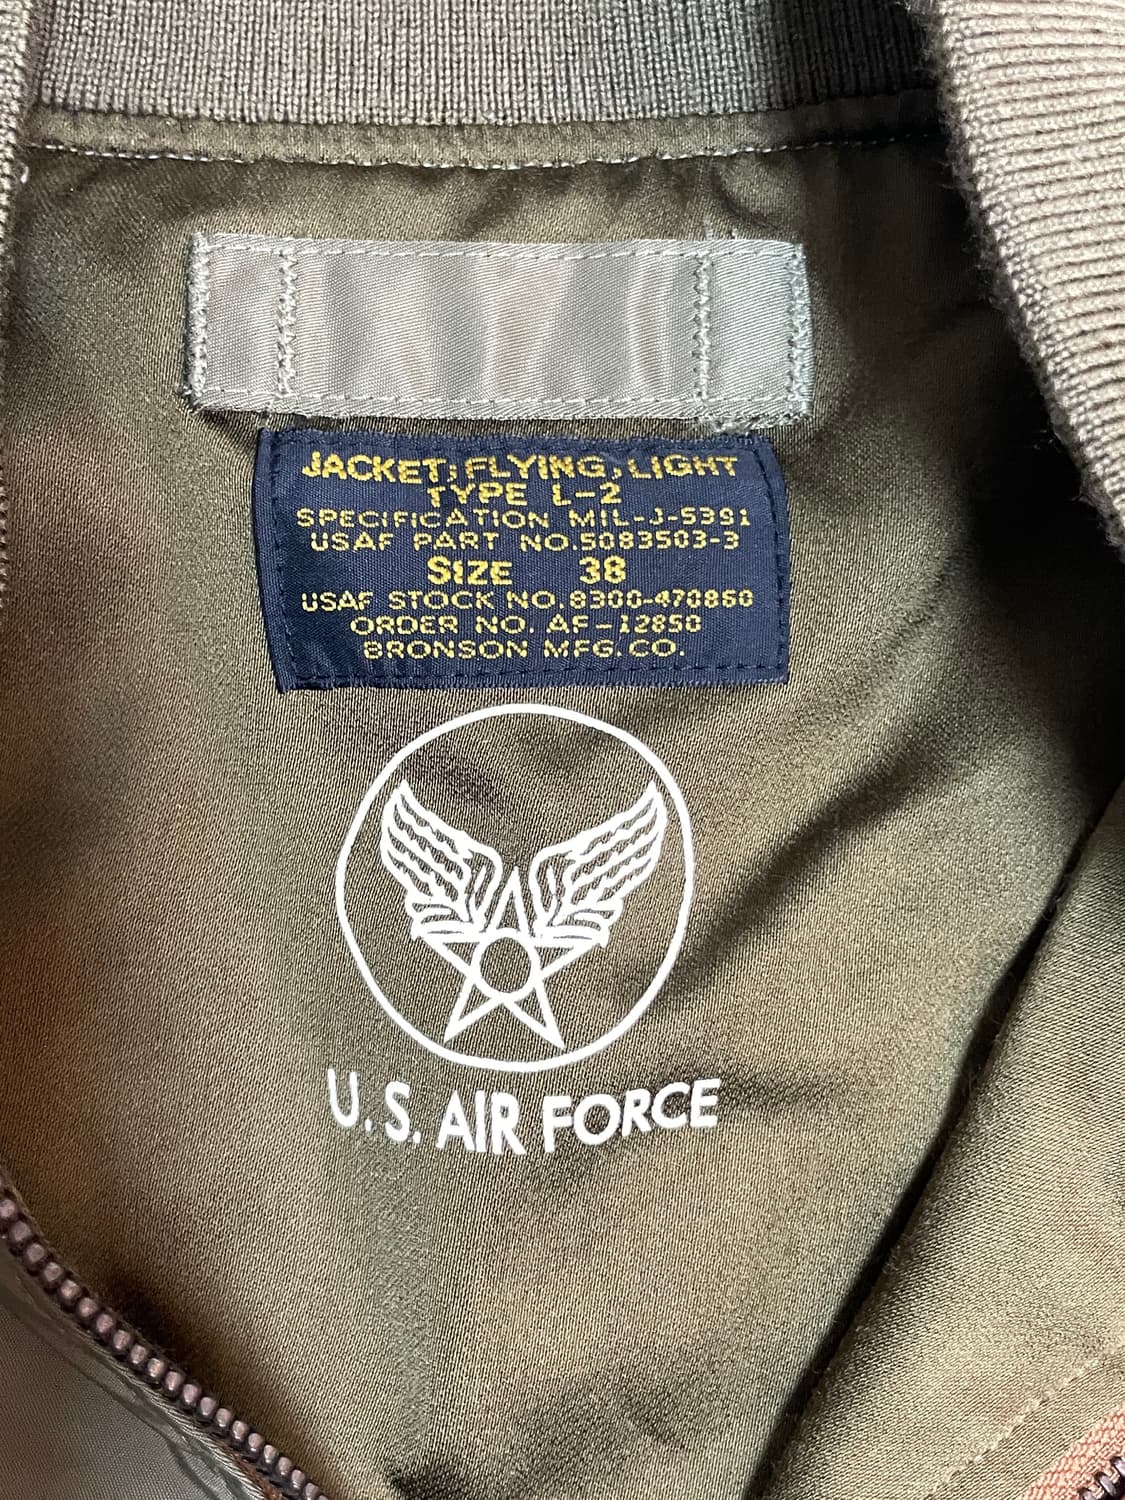 JACKET, FLYING, LIGHT
TYPE L-2
SPECIFICATION MIL-J-5391
USAF PART NO.5083503-3
SIZE 38
USAF STOCK NO.8300-470860
ORDER NO. AF-12850
BRONSON MFG.CO.
U.S. AIR FORCE